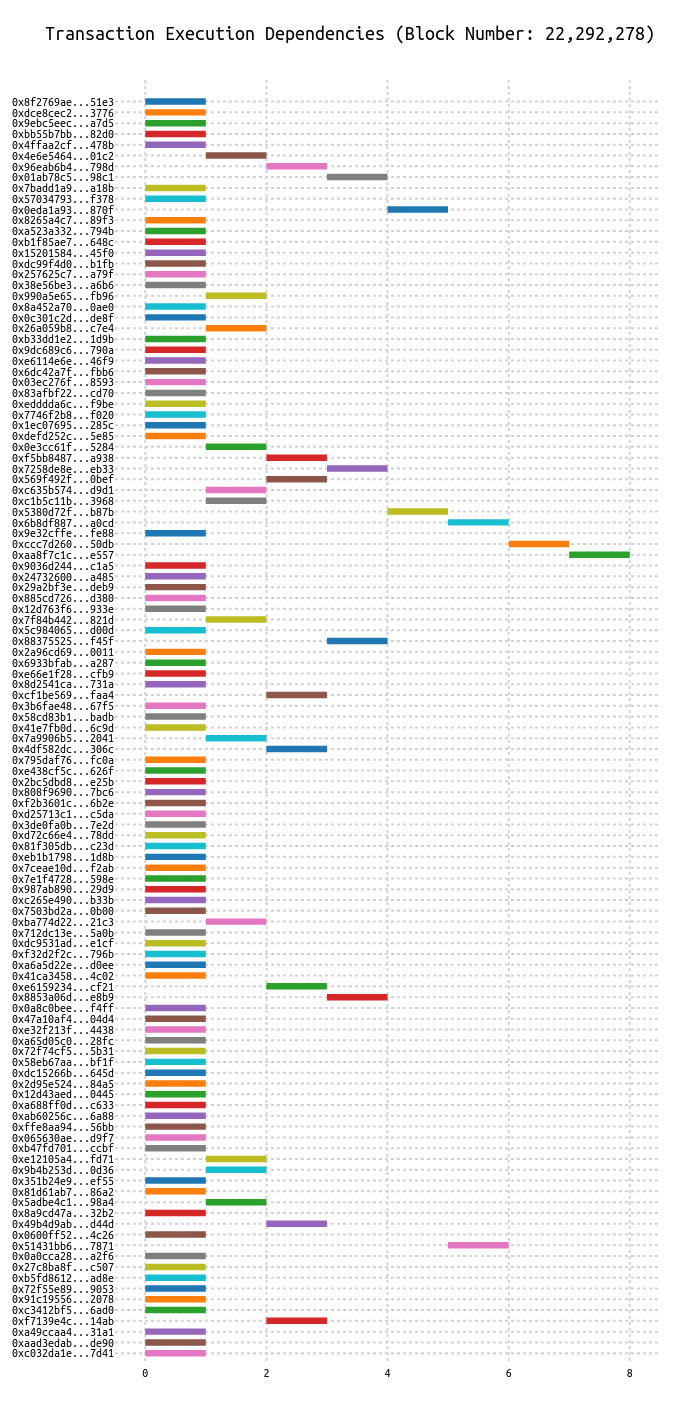 Transaction Execution Dependencies (Block Number: 22,292,278)
0x8f2769ae...51e3
0xdce8cec2...3776
0x9ebc5eec...a7d5
0xbb55b7bb...82d0
0x4ffaa2cf...478b
0x4e6e5464...01c2
0x96eab6b4...798d
0x01ab78c5...98c1
0x7badd1a9...a18b
0x57034793...f378
0x0eda1a93...870f
0x8265a4c7...89f3
0xa523a332...794b
0xb1f85ae7...648c
0x15201584...45f0
0xdc99f4d0...b1fb
0x257625c7...a79f
0x38e56be3...a6b6
0x990a5e65...fb96
0x8a452a70...0ae0
0x0c301c2d...de8f
0x26a059b8...c7e4
0xb33dd1e2...1d9b
0x9dc689c6...790a
0xe6114e6e...46f9
0x6dc42a7f...fbb6
0x03ec276f...8593
0x83afbf22...cd70
0xedddda6c...f9be
0x7746f2b8...f020
0x1ec07695...285c
0xdefd252c...5e85
0x0e3cc61f...5284
0xf5bb8487...a938
0x7258de8e...eb33
0x569f492f...0bef
0xc635b574...d9d1
0xc1b5c11b...3968
0x5380d72f...b87b
0x6b8df887...a0cd
0x9e32cffe...fe88
0xccc7d260...50db
0xaa8f7c1c...e557
0x9036d244...c1a5
0x24732600...a485
0x29a2bf3e...deb9
0x885cd726...d380
0x12d763f6...933e
0x7f84b442...821d
0x5c984065...d00d
0x88375525...f45f
0x2a96cd69...0011
0x6933bfab...a287
0xe66e1f28...cfb9
0x8d2541ca...731a
0xcf1be569...faa4
0x3b6fae48...67f5
0x58cd83b1...badb
0x41e7fb0d...6c9d
0x7a9906b5...2041
0x4df582dc...306c
0x795daf76...fc0a
0xe438cf5c...626f
0x2bc5dbd8...e25b
0x808f9690...7bc6
0xf2b3601c...6b2e
0xd25713c1...c5da
0x3de0fa0b...7e2d
0xd72c66e4...78dd
0x81f305db...c23d
0xeb1b1798...1d8b
0x7ceae10d...f2ab
0x7e1f4728...598e
0x987ab890...29d9
0xc265e490...b33b
0x7503bd2a...0b00
0xba774d22...21c3
0x712dc13e...5a0b
0xdc9531ad...e1cf
0xf32d2f2c...796b
0xa6a5d22e...d0ee
0x41ca3458...4c02
0xe6159234...cf21
0x8853a06d...e8b9
0x0a8c0bee...f4ff
0x47a10af4...04d4
0xe32f213f...4438
0xa65d05c0...28fc
0x72f74cf5...5b31
0x58eb67aa...bf1f
0xdc15266b...645d
0x2d95e524...84a5
0x12d43aed...0445
0xa688ff0d...c633
0xab60256c...6a88
0xffe8aa94...56bb
0x065630ae...d9f7
0xb47fd701...ccbf
0xe12105a4...fd71
0x9b4b253d...0d36
0x351b24e9...ef55
0x81d61ab7...86a2
0x5adbe4c1...98a4
0x8a9cd47a...32b2
0x49b4d9ab...d44d
0x0600ff52...4c26
0x51431bb6...7871
0x0a0cca28...a2f6
0x27c8ba8f...c507
0xb5fd8612...ad8e
0x72f55e89...9053
0x91c19556...2078
0xc3412bf5...6ad0
0xf7139e4c...14ab
0xa49ccaa4...31a1
0xaad3edab...de90
0xc032da1e...7d41
0 2 4 6 8